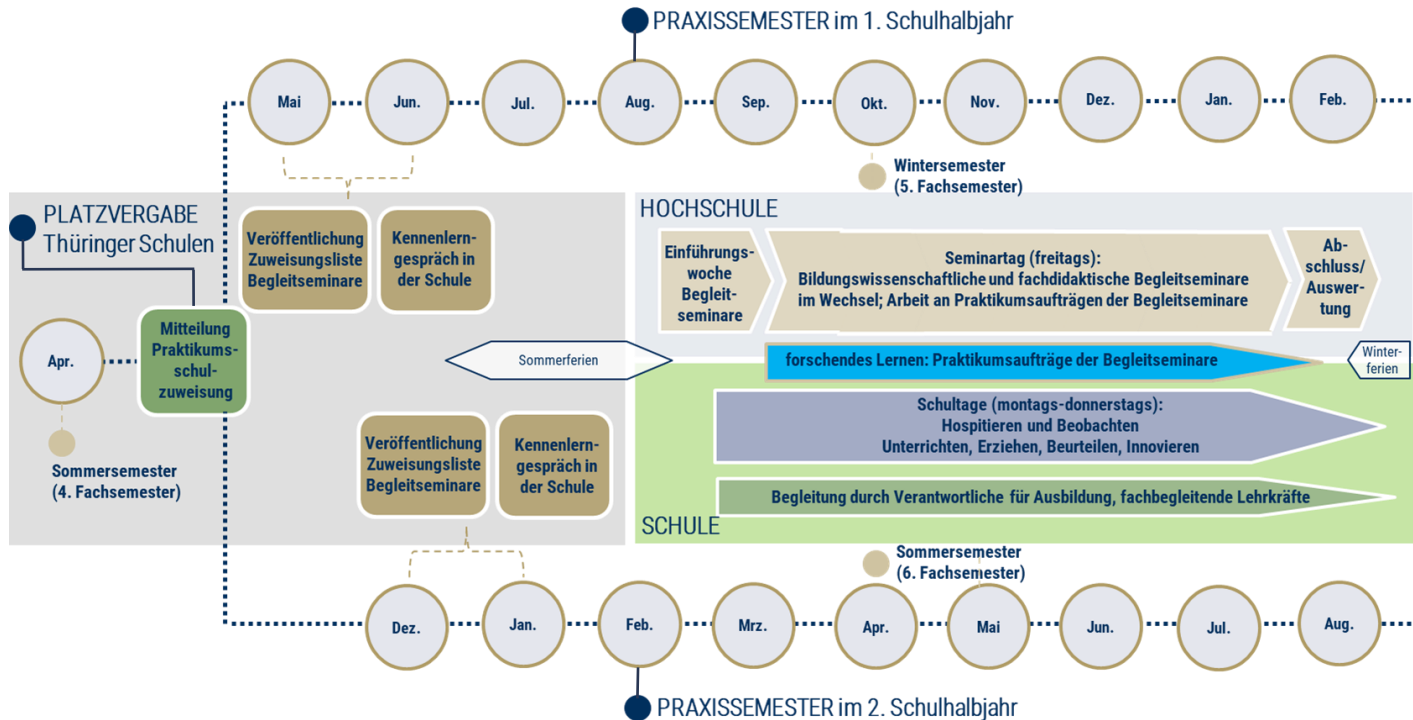 PRAXISSEMESTER im 1. Schulhalbjahr
Mai
Jun.
Jul.
Aug.
Sep.
Okt.
Nov.
Dez.
Jan.
Feb.
Wintersemester
(5. Fachsemester)
PLATZVERGABE
Thüringer Schulen
Veröffentlichung
Zuweisungsliste
Begleitseminare
Kennenlern-
gespräch in
der Schule
HOCHSCHULE
Einführungs-
woche
Begleit-
seminare
Seminartag (freitags):
Bildungswissenschaftliche und fachdidaktische Begleitseminare
im Wechsel; Arbeit an Praktikumsaufträgen der Begleitseminare
Ab-
schluss/
Auswer-
tung
Apr.
Mitteilung
Praktikums-
schul-
zuweisung
Sommerferien
forschendes Lernen: Praktikumsaufträge der Begleitseminare
Winter-
ferien
Sommersemester
(4. Fachsemester)
Veröffentlichung
Zuweisungsliste
Begleitseminare
Kennenlern-
gespräch in
der Schule
Schultage (montags-donnerstags):
Hospitieren und Beobachten
Unterrichten, Erziehen, Beurteilen, Innovieren
Begleitung durch Verantwortliche für Ausbildung, fachbegleitende Lehrkräfte
SCHULE
Sommersemester
(6. Fachsemester)
Dez.
Jan.
Feb.
Mrz.
Apr.
Mai
Jun.
Jul.
Aug.
PRAXISSEMESTER im 2. Schulhalbjahr